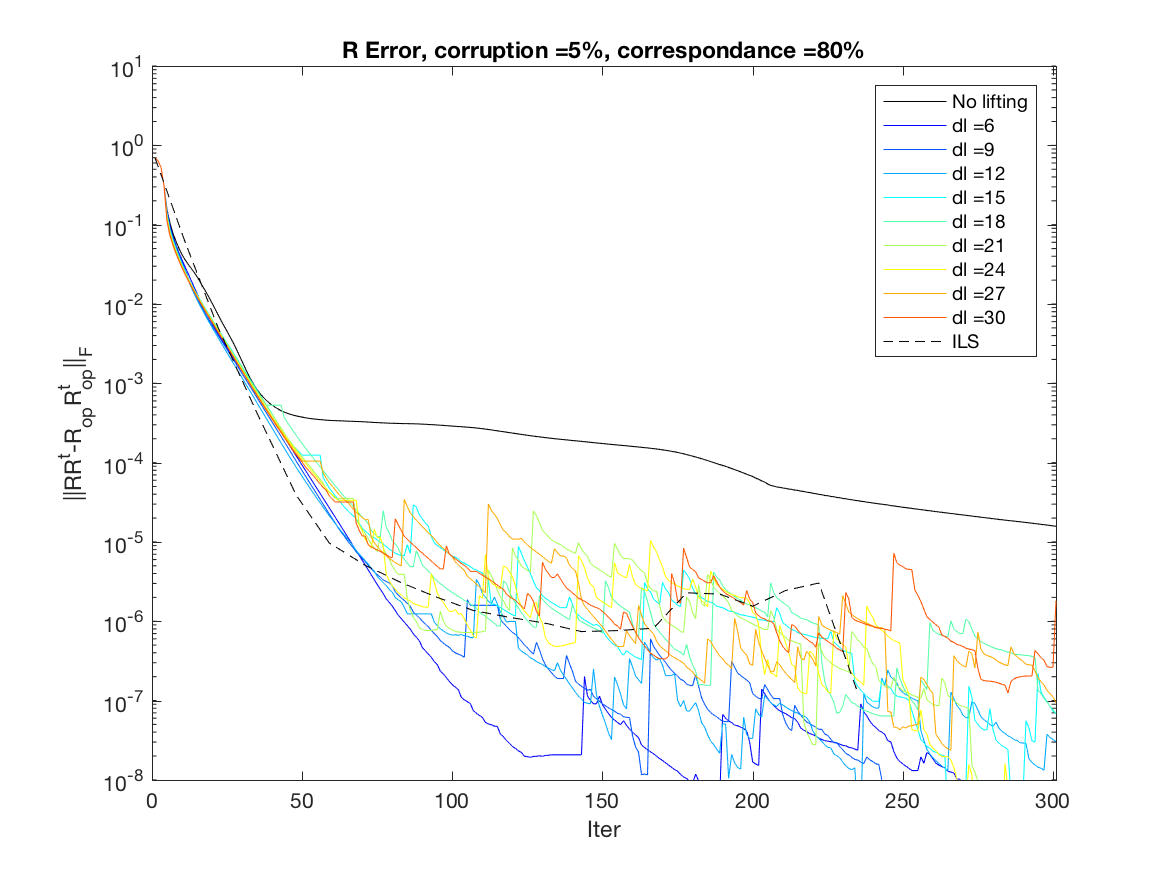 R Error, corruption =5%, correspondance =80%
10^1
10^0
10^-1
10^-2
10^-3
10^-4
10^-5
10^-6
10^-7
10^-8
||RR^t-R_op R_op^t||_F
0 50 100 150 200 250 300
Iter
No lifting
dl =6
dl =9
dl =12
dl =15
dl =18
dl =21
dl =24
dl =27
dl =30
ILS